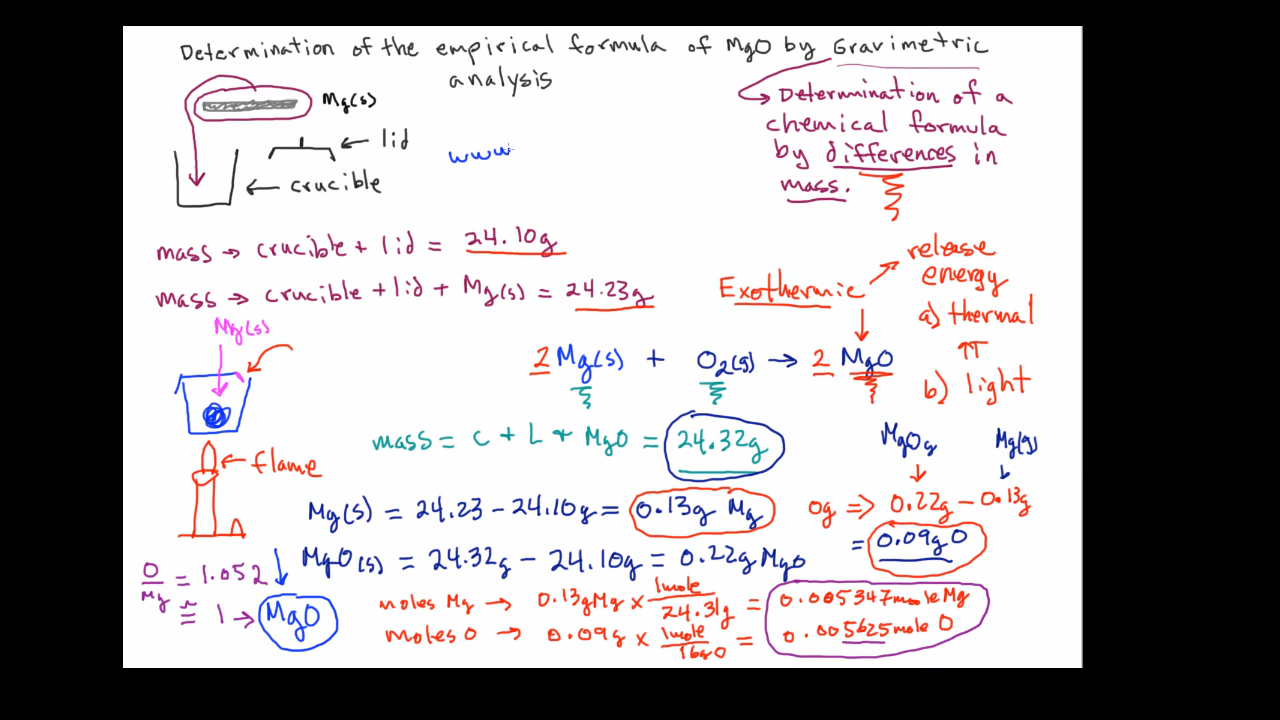 Determination of the empirical formula of MgO by Gravimetric
analysis
Mg(s)
lid
crucible
www
Determination of a
chemical formula
by differences in
mass.
mass → crucible + lid = 24.10g
mass → crucible + lid + Mg(s) = 24.23g
Exothermic
release
energy
a) thermal
b) light
Mg(s)
2 Mg(s) + O2(g) → 2 MgO
flame
mass = C + L + MgO = 24.32g
MgOg Mg(g)
Mg(s) = 24.23 - 24.10g = 0.13g Mg
Og ⇒ 0.22g - 0.13g
= 0.09g O
MgO(s) = 24.32g - 24.10g = 0.22g MgO
O/Mg = 1.052
≅ 1 → MgO
moles Mg → 0.13gMg x 1mole/24.31g = 0.005347mole Mg
moles O → 0.09g x 1mole/16gO = 0.005625mole O